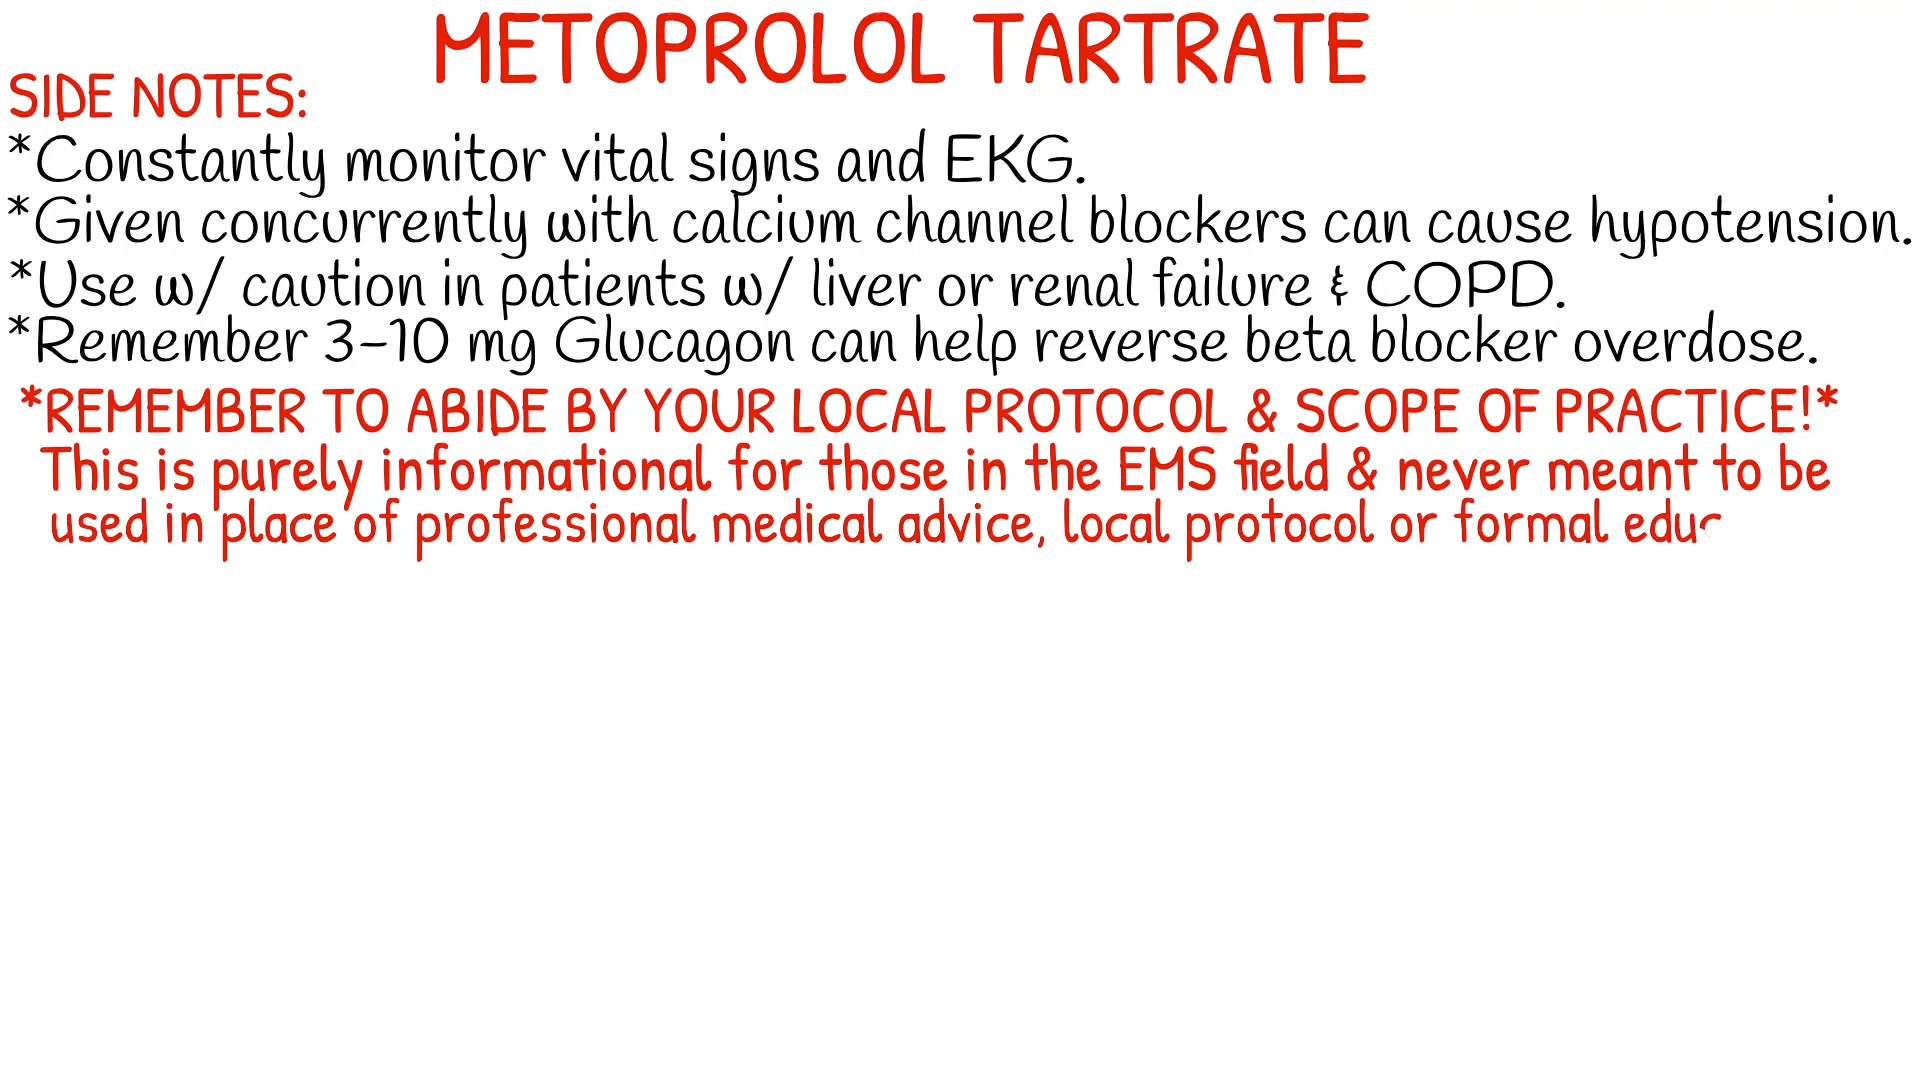 METOPROLOL TARTRATE
SIDE NOTES:
*Constantly monitor vital signs and EKG.
*Given concurrently with calcium channel blockers can cause hypotension.
*Use w/ caution in patients w/ liver or renal failure & COPD.
*Remember 3-10 mg Glucagon can help reverse beta blocker overdose.
*REMEMBER TO ABIDE BY YOUR LOCAL PROTOCOL & SCOPE OF PRACTICE!*
This is purely informational for those in the EMS field & never meant to be
used in place of professional medical advice, local protocol or formal educ